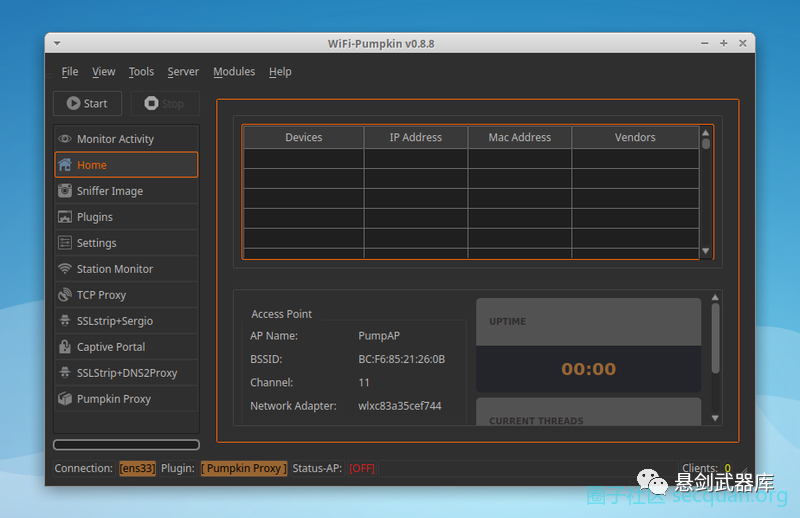 WiFi-Pumpkin v0.8.8
File View Tools Server Modules Help
Start Stop
Monitor Activity
Home
Sniffer Image
Plugins
Settings
Station Monitor
TCP Proxy
SSLstrip+Sergio
Captive Portal
SSLStrip+DNS2Proxy
Pumpkin Proxy
Devices IP Address Mac Address Vendors
Access Point
AP Name: PumpAP
BSSID: BC:F6:85:21:26:0B
Channel: 11
Network Adapter: wlxc83a35cef744
UPTIME
00:00
CURRENT THREADS
Connection: [ens33] Plugin: [ Pumpkin Proxy ] Status-AP: [OFF] Clients: 0
悬剑武器库
圈子社区 secquan.org